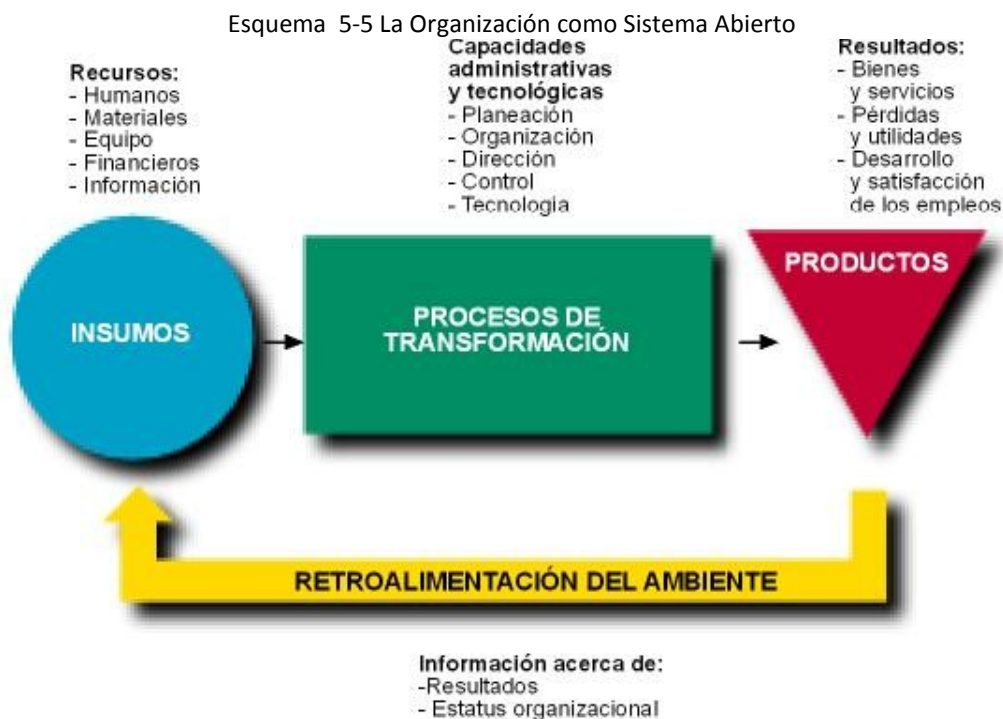 Esquema  5-5 La Organización como Sistema Abierto
Recursos:
- Humanos
- Materiales
- Equipo
- Financieros
- Información
Capacidades
administrativas
y tecnológicas
- Planeación
- Organización
- Dirección
- Control
- Tecnología
Resultados:
- Bienes
y servicios
- Pérdidas
y utilidades
- Desarrollo
y satisfacción
de los empleos
INSUMOS
PROCESOS DE
TRANSFORMACIÓN
PRODUCTOS
RETROALIMENTACIÓN DEL AMBIENTE
Información acerca de:
-Resultados
- Estatus organizacional